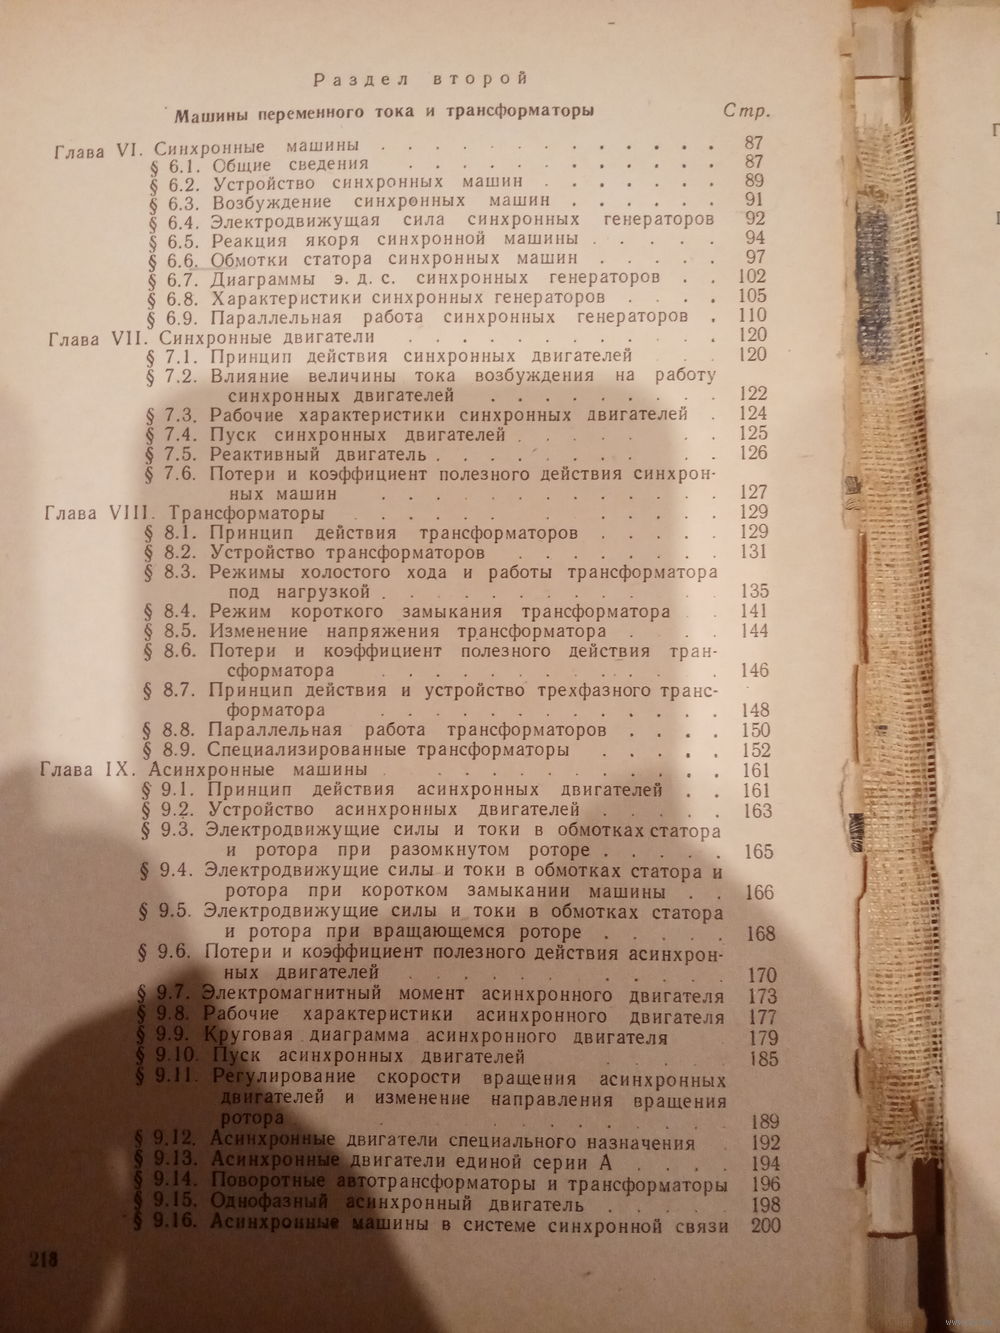 Раздел второй
Машины переменного тока и трансформаторы Стр.
Глава VI. Синхронные машины . . . . . . . . . . . . . 87
§ 6.1. Общие сведения . . . . . . . . . . . . 87
§ 6.2. Устройство синхронных машин . . . . . . . 89
§ 6.3. Возбуждение синхронных машин . . . . . . 91
§ 6.4. Электродвижущая сила синхронных генераторов 92
§ 6.5. Реакция якоря синхронной машины . . . . . 94
§ 6.6. Обмотки статора синхронных машин . . . . . 97
§ 6.7. Диаграммы э. д. с. синхронных генераторов . . 102
§ 6.8. Характеристики синхронных генераторов . . . . 105
§ 6.9. Параллельная работа синхронных генераторов . 110
Глава VII. Синхронные двигатели . . . . . . . . . . . . 120
§ 7.1. Принцип действия синхронных двигателей . . 120
§ 7.2. Влияние величины тока возбуждения на работу
синхронных двигателей . . . . . . . . . 122
§ 7.3. Рабочие характеристики синхронных двигателей . 124
§ 7.4. Пуск синхронных двигателей . . . . . . . 125
§ 7.5. Реактивный двигатель . . . . . . . . . 126
§ 7.6. Потери и коэффициент полезного действия синхрон-
ных машин . . . . . . . . . . . . . 127
Глава VIII. Трансформаторы . . . . . . . . . . . . 129
§ 8.1. Принцип действия трансформаторов . . . . . 129
§ 8.2. Устройство трансформаторов . . . . . . . . 131
§ 8.3. Режимы холостого хода и работы трансформатора
под нагрузкой . . . . . . . . . . . . 135
§ 8.4. Режим короткого замыкания трансформатора . . 141
§ 8.5. Изменение напряжения трансформатора . . . 144
§ 8.6. Потери и коэффициент полезного действия тран-
сформатора . . . . . . . . . . . . . 146
§ 8.7. Принцип действия и устройство трехфазного транс-
форматора . . . . . . . . . . . . . 148
§ 8.8. Параллельная работа трансформаторов . . . . 150
§ 8.9. Специализированные трансформаторы . . . . . 152
Глава IX. Асинхронные машины . . . . . . . . . . . . . 161
§ 9.1. Принцип действия асинхронных двигателей . . 161
§ 9.2. Устройство асинхронных двигателей . . . . . 163
§ 9.3. Электродвижущие силы и токи в обмотках статора
и ротора при разомкнутом роторе . . . . . 165
§ 9.4. Электродвижущие силы и токи в обмотках статора и
ротора при коротком замыкании машины . . 166
§ 9.5. Электродвижущие силы и токи в обмотках статора
и ротора при вращающемся роторе . . . . . 168
§ 9.6. Потери и коэффициент полезного действия асинхрон-
ных двигателей . . . . . . . . . . . 170
§ 9.7. Электромагнитный момент асинхронного двигателя 173
§ 9.8. Рабочие характеристики асинхронного двигателя 177
§ 9.9. Круговая диаграмма асинхронного двигателя 179
§ 9.10. Пуск асинхронных двигателей . . . 185
§ 9.11. Регулирование скорости вращения асинхронных
двигателей и изменение направления вращения
ротора . . . . . . . . . . . . 189
§ 9.12. Асинхронные двигатели специального назначения 192
§ 9.13. Асинхронные двигатели единой серии А . . . . 194
§ 9.14. Поворотные автотрансформаторы и трансформаторы 196
§ 9.15. Однофазный асинхронный двигатель . . . . . 198
§ 9.16. Асинхронные машины в системе синхронной связи 200
218